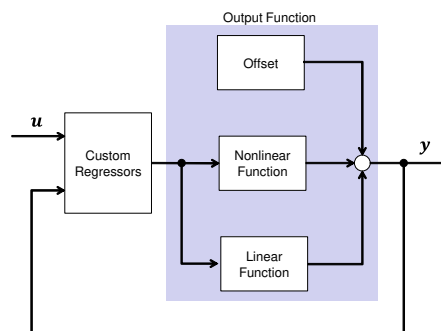 Output Function
Offset
u
y
Custom
Regressors
Nonlinear
Function
Linear
Function